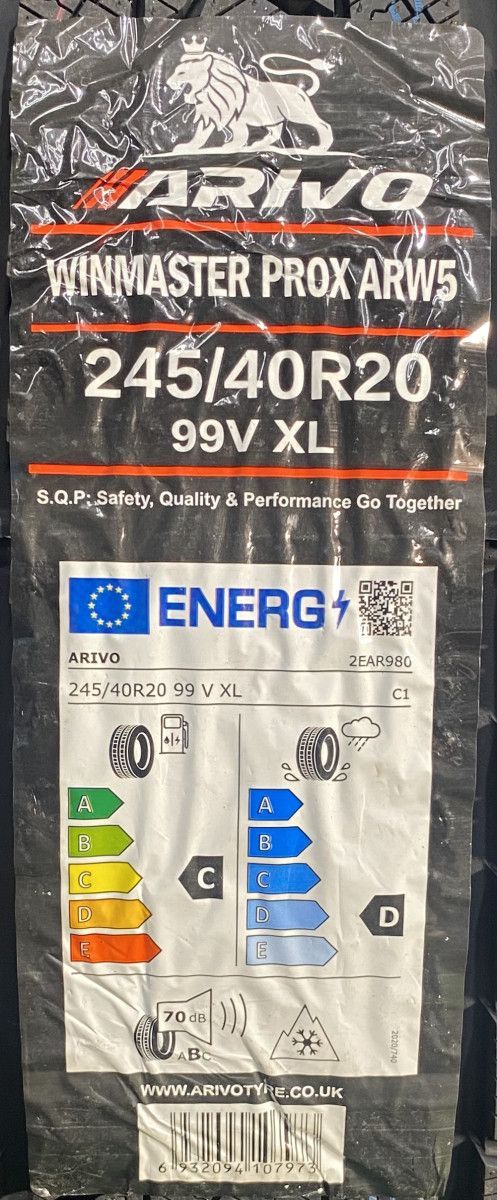 ARIVO
WINMASTER PROX ARW5
245/40R20
99V XL
S.Q.P: Safety, Quality & Performance Go Together
ENERG
ARIVO 2EAR980
245/40R20 99 V XL C1
A A
B B
C C C
D D D
E E
70 dB
ABC
2020/740
WWW.ARIVOTYRE.CO.UK
6 932094 107973